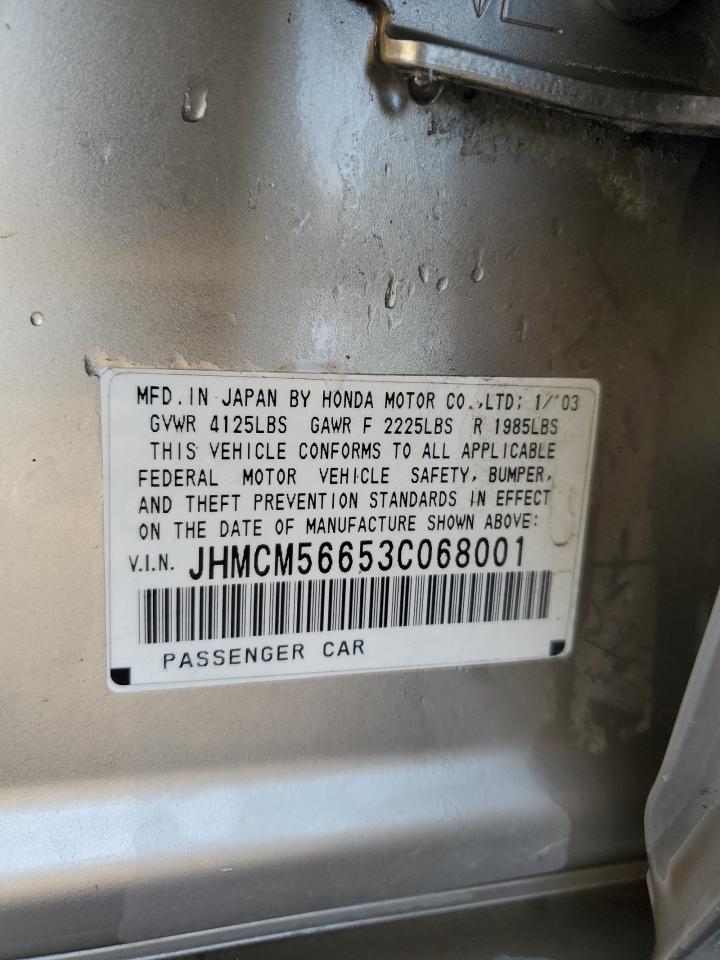 MFD. IN JAPAN BY HONDA MOTOR CO., LTD; 1/'03
GVWR 4125LBS GAWR F 2225LBS R 1985LBS
THIS VEHICLE CONFORMS TO ALL APPLICABLE
FEDERAL MOTOR VEHICLE SAFETY, BUMPER,
AND THEFT PREVENTION STANDARDS IN EFFECT
ON THE DATE OF MANUFACTURE SHOWN ABOVE:
V.I.N. JHMCM56653C068001
PASSENGER CAR